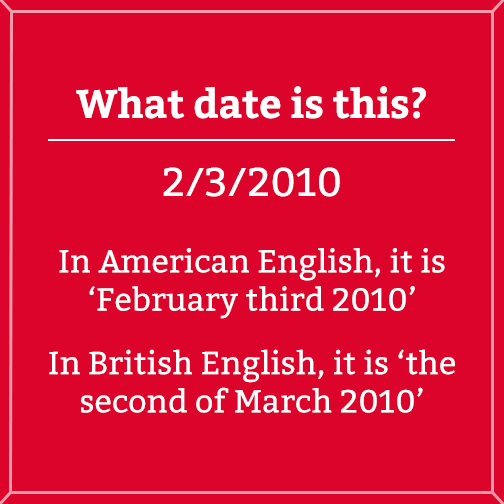 What date is this?
2/3/2010
In American English, it is
‘February third 2010’
In British English, it is ‘the
second of March 2010’